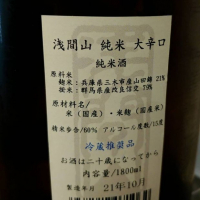 浅間山 純米 大辛口
純米酒
原料米
麹米:兵庫県三木市産山田錦 21%
掛米:群馬県産改良信交 79%
原材料名/
米(国産)・米麹(国産米)
精米歩合/60% アルコール度数/15度
冷蔵推奨品
お酒は二十歳になってから
内容量/1800ml
製造年月 21年10月